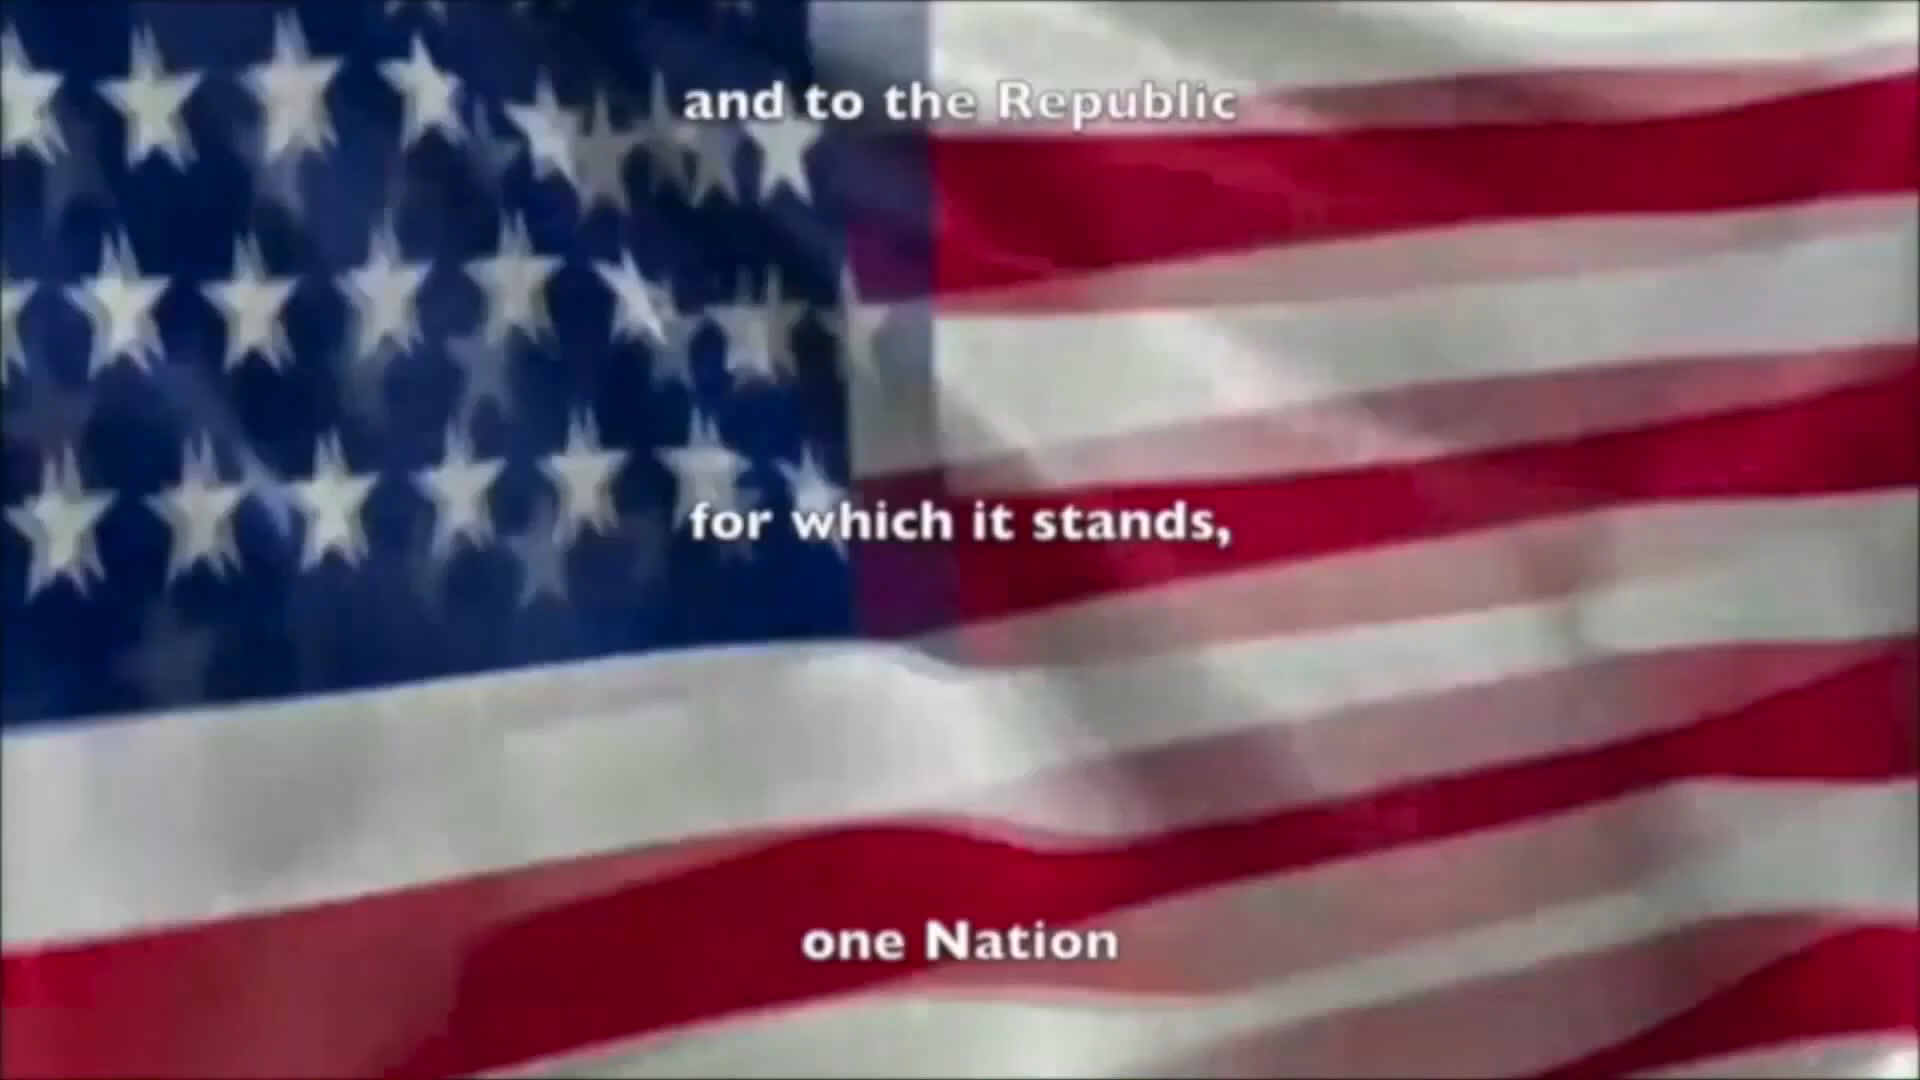 and to the Republic
for which it stands,
one Nation